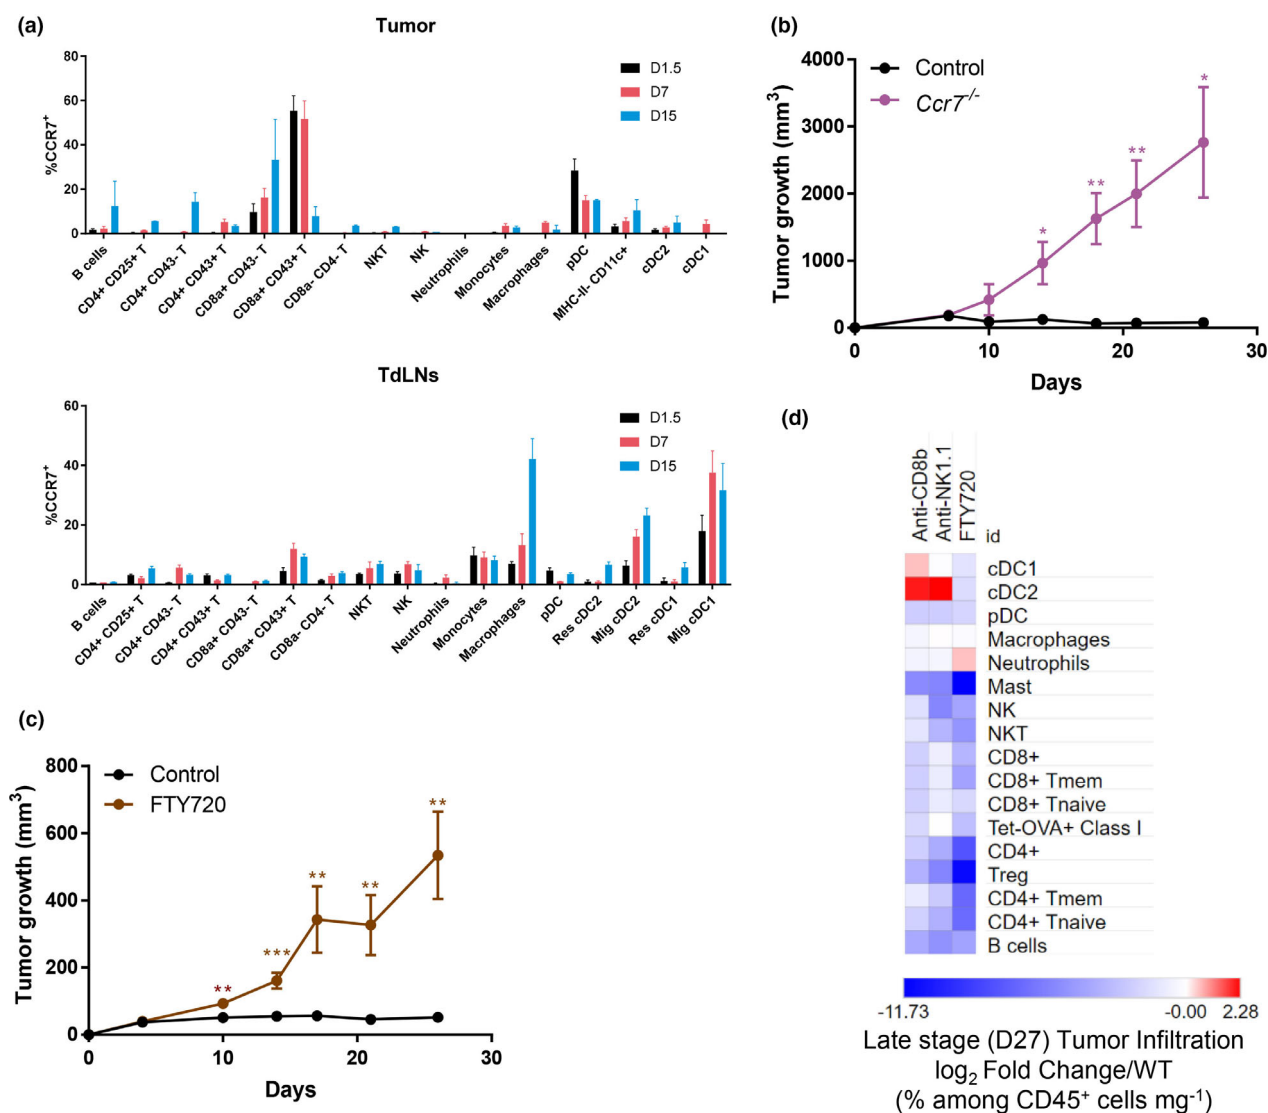 (a)
Tumor
80
60
40
20
0
%CCR7+
D1.5
D7
D15
B cells
CD4+ CD25+ T
CD4+ CD43- T
CD4+ CD43+ T
CD8a+ CD43- T
CD8a+ CD43+ T
CD8a- CD4- T
NKT
NK
Neutrophils
Monocytes
Macrophages
pDC
MHC-II- CD11c+
cDC2
cDC1
TdLNs
60
40
20
0
%CCR7+
D1.5
D7
D15
B cells
CD4+ CD25+ T
CD4+ CD43- T
CD4+ CD43+ T
CD8a+ CD43- T
CD8a+ CD43+ T
CD8a- CD4- T
NKT
NK
Neutrophils
Monocytes
Macrophages
pDC
Res cDC2
Mig cDC2
Res cDC1
Mig cDC1
(b)
4000
3000
2000
1000
0
Tumor growth (mm3)
Control
Ccr7-/-
*
**
**
*
0 10 20 30
Days
(c)
800
600
400
200
0
Tumor growth (mm3)
Control
FTY720
**
***
**
**
**
0 10 20 30
Days
(d)
Anti-CD8b
Anti-NK1.1
FTY720
id
cDC1
cDC2
pDC
Macrophages
Neutrophils
Mast
NK
NKT
CD8+
CD8+ Tmem
CD8+ Tnaive
Tet-OVA+ Class I
CD4+
Treg
CD4+ Tmem
CD4+ Tnaive
B cells
-11.73 -0.00 2.28
Late stage (D27) Tumor Infiltration
log2 Fold Change/WT
(% among CD45+ cells mg-1)